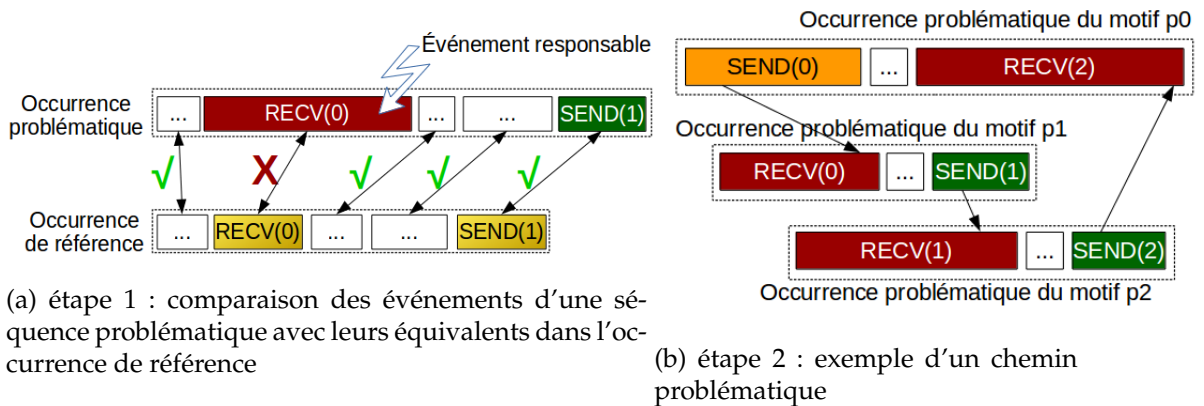 Événement responsable
Occurrence
problématique
... RECV(0) ... ... SEND(1)
√ X √ √ √
Occurrence
de référence
... RECV(0) ... ... SEND(1)
(a) étape 1 : comparaison des événements d'une sé-
quence problématique avec leurs équivalents dans l'oc-
currence de référence
Occurrence problématique du motif p0
SEND(0) ... RECV(2)
Occurrence problématique du motif p1
RECV(0) ... SEND(1)
RECV(1) ... SEND(2)
Occurrence problématique du motif p2
(b) étape 2 : exemple d'un chemin
problématique